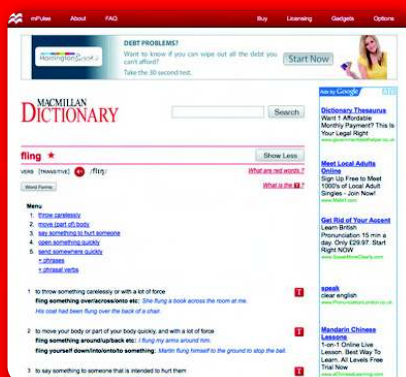 mPulse About FAQ Buy Licensing Gadgets Options
DEBT PROBLEMS?
Want to know if you can wipe out all the debt you
can't afford?
Take the 30 second test.
Start Now
MACMILLAN
DICTIONARY
Search
fling ★
Show Less
VERB [TRANSITIVE] /flɪŋ/
What are red words ?
Word Forms
What is the T ?
Menu
1. throw carelessly
2. move (part of) body
3. say something to hurt someone
4. open something quickly
5. send somewhere quickly
+ phrases
+ phrasal verbs
1 to throw something carelessly or with a lot of force
T
fling something over/across/onto etc: She flung a book across the room at me.
His coat had been flung over the back of a chair.
2 to move your body or part of your body quickly, and with a lot of force
T
fling something around/up/back etc: I flung my arms around him.
fling yourself down/into/onto/to something: Martin flung himself to the ground to stop the ball.
3 to say something to someone that is intended to hurt them
T
Ads by Google
Dictionary Thesaurus
Want 1 Affordable
Monthly Payment? This Is
Your Legal Right
Meet Local Adults
Online
Sign Up Free to Meet
1000's of Local Adult
Singles - Join Now!
Get Rid of Your Accent
Learn British
Pronunciation 15 min a
day. Only £29.97. Start
Right NOW
speak
clear english
Mandarin Chinese
Lessons
1-on-1 Online Live
Lesson. Best Way To
Learn. All Levels Free
Trial Now